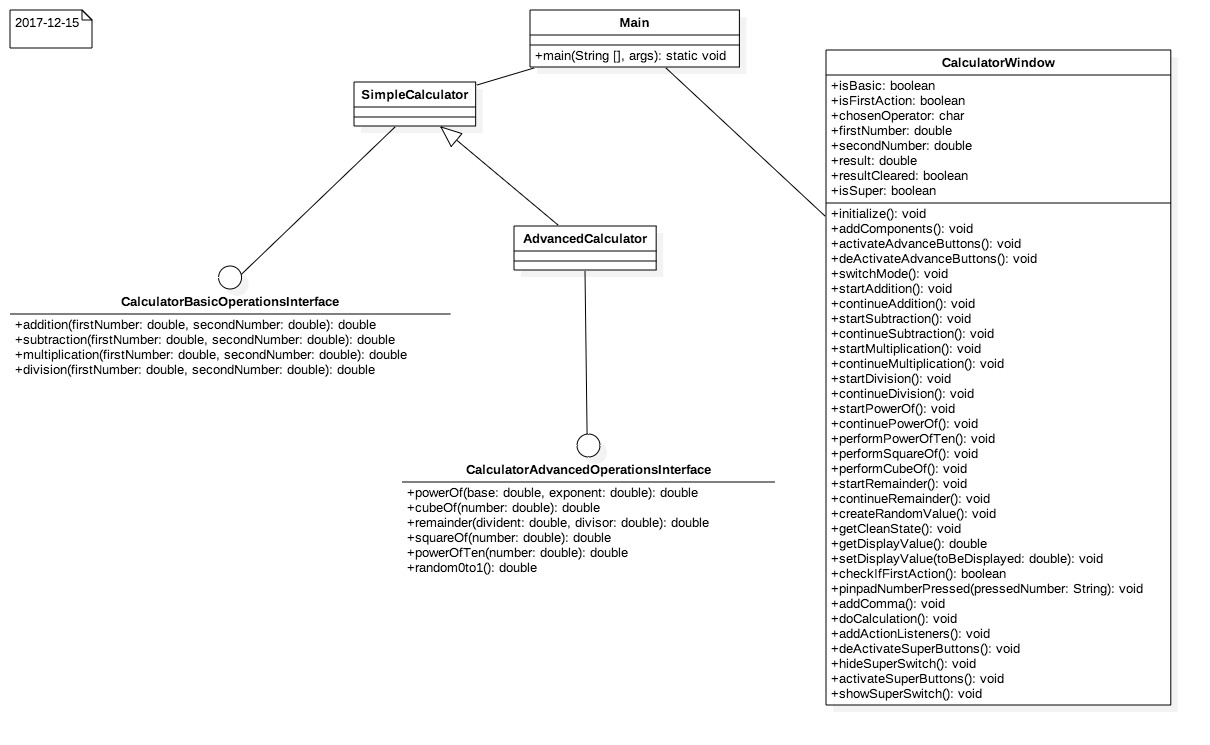 2017-12-15
Main
+main(String [], args): static void
SimpleCalculator
AdvancedCalculator
CalculatorBasicOperationsInterface
+addition(firstNumber: double, secondNumber: double): double
+subtraction(firstNumber: double, secondNumber: double): double
+multiplication(firstNumber: double, secondNumber: double): double
+division(firstNumber: double, secondNumber: double): double
CalculatorAdvancedOperationsInterface
+powerOf(base: double, exponent: double): double
+cubeOf(number: double): double
+remainder(divident: double, divisor: double): double
+squareOf(number: double): double
+powerOfTen(number: double): double
+random0to1(): double
CalculatorWindow
+isBasic: boolean
+isFirstAction: boolean
+chosenOperator: char
+firstNumber: double
+secondNumber: double
+result: double
+resultCleared: boolean
+isSuper: boolean
+initialize(): void
+addComponents(): void
+activateAdvanceButtons(): void
+deActivateAdvanceButtons(): void
+switchMode(): void
+startAddition(): void
+continueAddition(): void
+startSubtraction(): void
+continueSubtraction(): void
+startMultiplication(): void
+continueMultiplication(): void
+startDivision(): void
+continueDivision(): void
+startPowerOf(): void
+continuePowerOf(): void
+performPowerOfTen(): void
+performSquareOf(): void
+performCubeOf(): void
+startRemainder(): void
+continueRemainder(): void
+createRandomValue(): void
+getCleanState(): void
+getDisplayValue(): double
+setDisplayValue(toBeDisplayed: double): void
+checkIfFirstAction(): boolean
+pinpadNumberPressed(pressedNumber: String): void
+addComma(): void
+doCalculation(): void
+addActionListeners(): void
+deActivateSuperButtons(): void
+hideSuperSwitch(): void
+activateSuperButtons(): void
+showSuperSwitch(): void